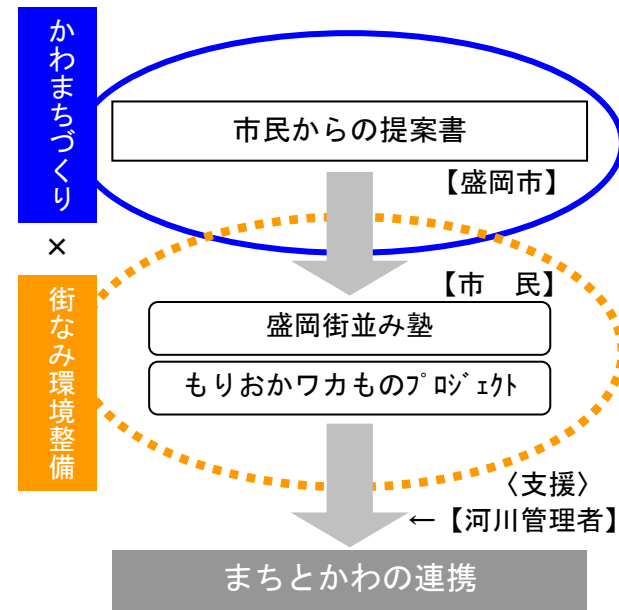 かわまちづくり
×
街なみ環境整備
市民からの提案書
【盛岡市】
【市　民】
盛岡街並み塾
もりおかワカものﾌﾟﾛｼﾞｪｸﾄ
〈支援〉
←【河川管理者】
まちとかわの連携